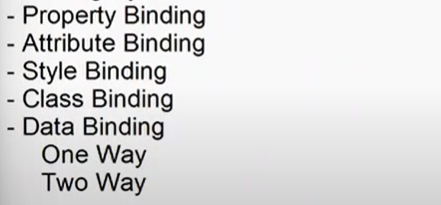 - Property Binding
- Attribute Binding
- Style Binding
- Class Binding
- Data Binding
One Way
Two Way